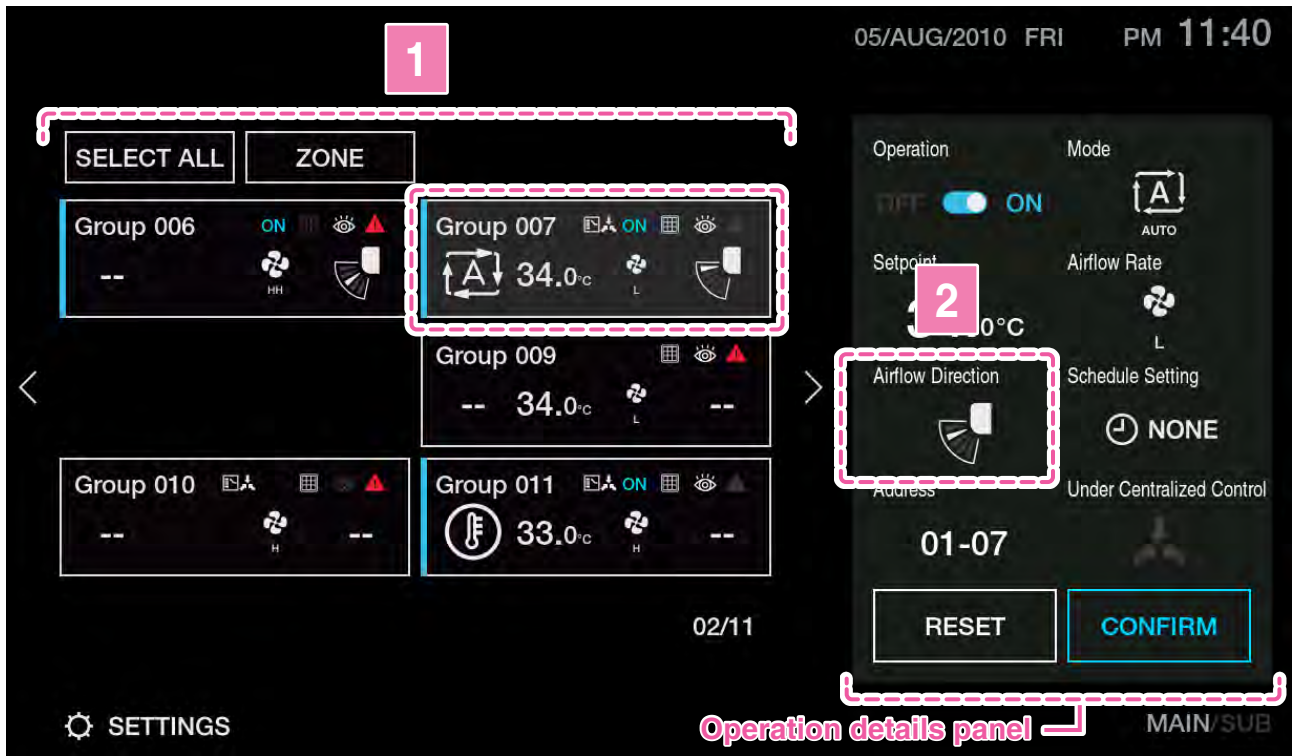 05/AUG/2010 FRI PM 11:40
1
SELECT ALL ZONE
Group 006 ON
--
HH
Group 007 ON
A 34.0°C
L
Group 009
-- 34.0°C --
L
Group 010
-- --
H
Group 011 ON
33.0°C --
H
02/11
SETTINGS
Operation Mode
OFF ON A
AUTO
Setpoint Airflow Rate
2
0°C
L
Airflow Direction Schedule Setting
NONE
Address Under Centralized Control
01-07
RESET CONFIRM
Operation details panel
MAIN/SUB